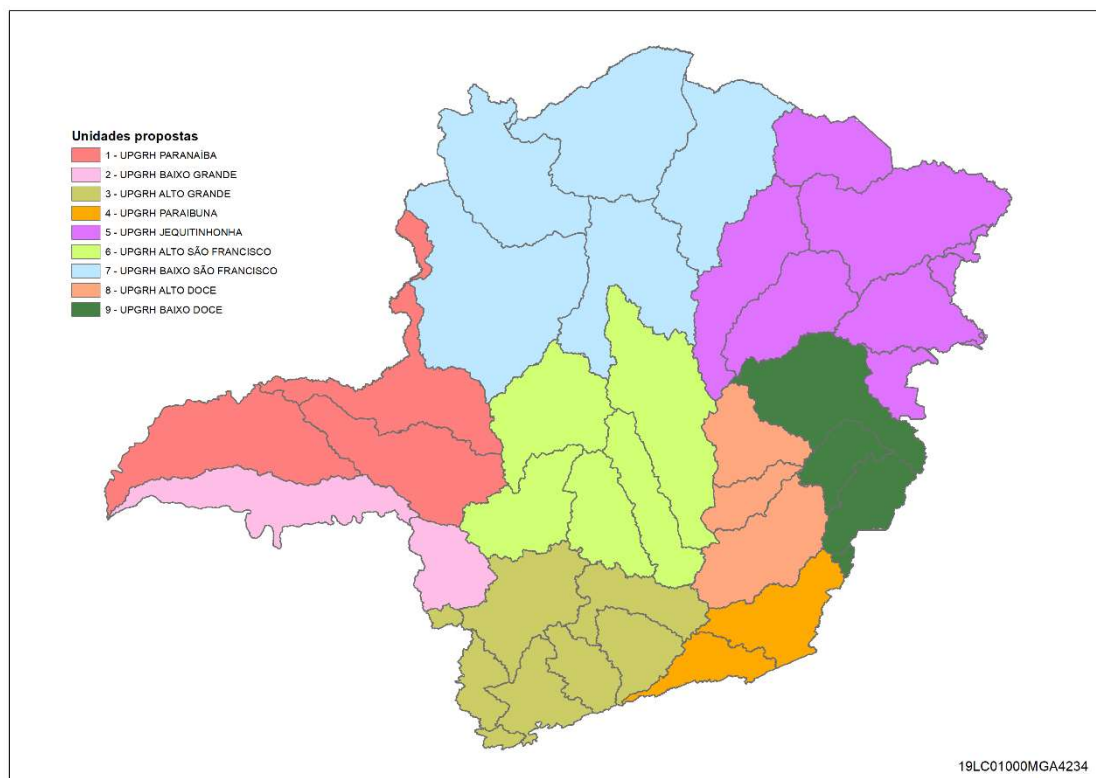 Unidades propostas
1 - UPGRH PARANAÍBA
2 - UPGRH BAIXO GRANDE
3 - UPGRH ALTO GRANDE
4 - UPGRH PARAIBUNA
5 - UPGRH JEQUITINHONHA
6 - UPGRH ALTO SÃO FRANCISCO
7 - UPGRH BAIXO SÃO FRANCISCO
8 - UPGRH ALTO DOCE
9 - UPGRH BAIXO DOCE
19LC01000MGA4234